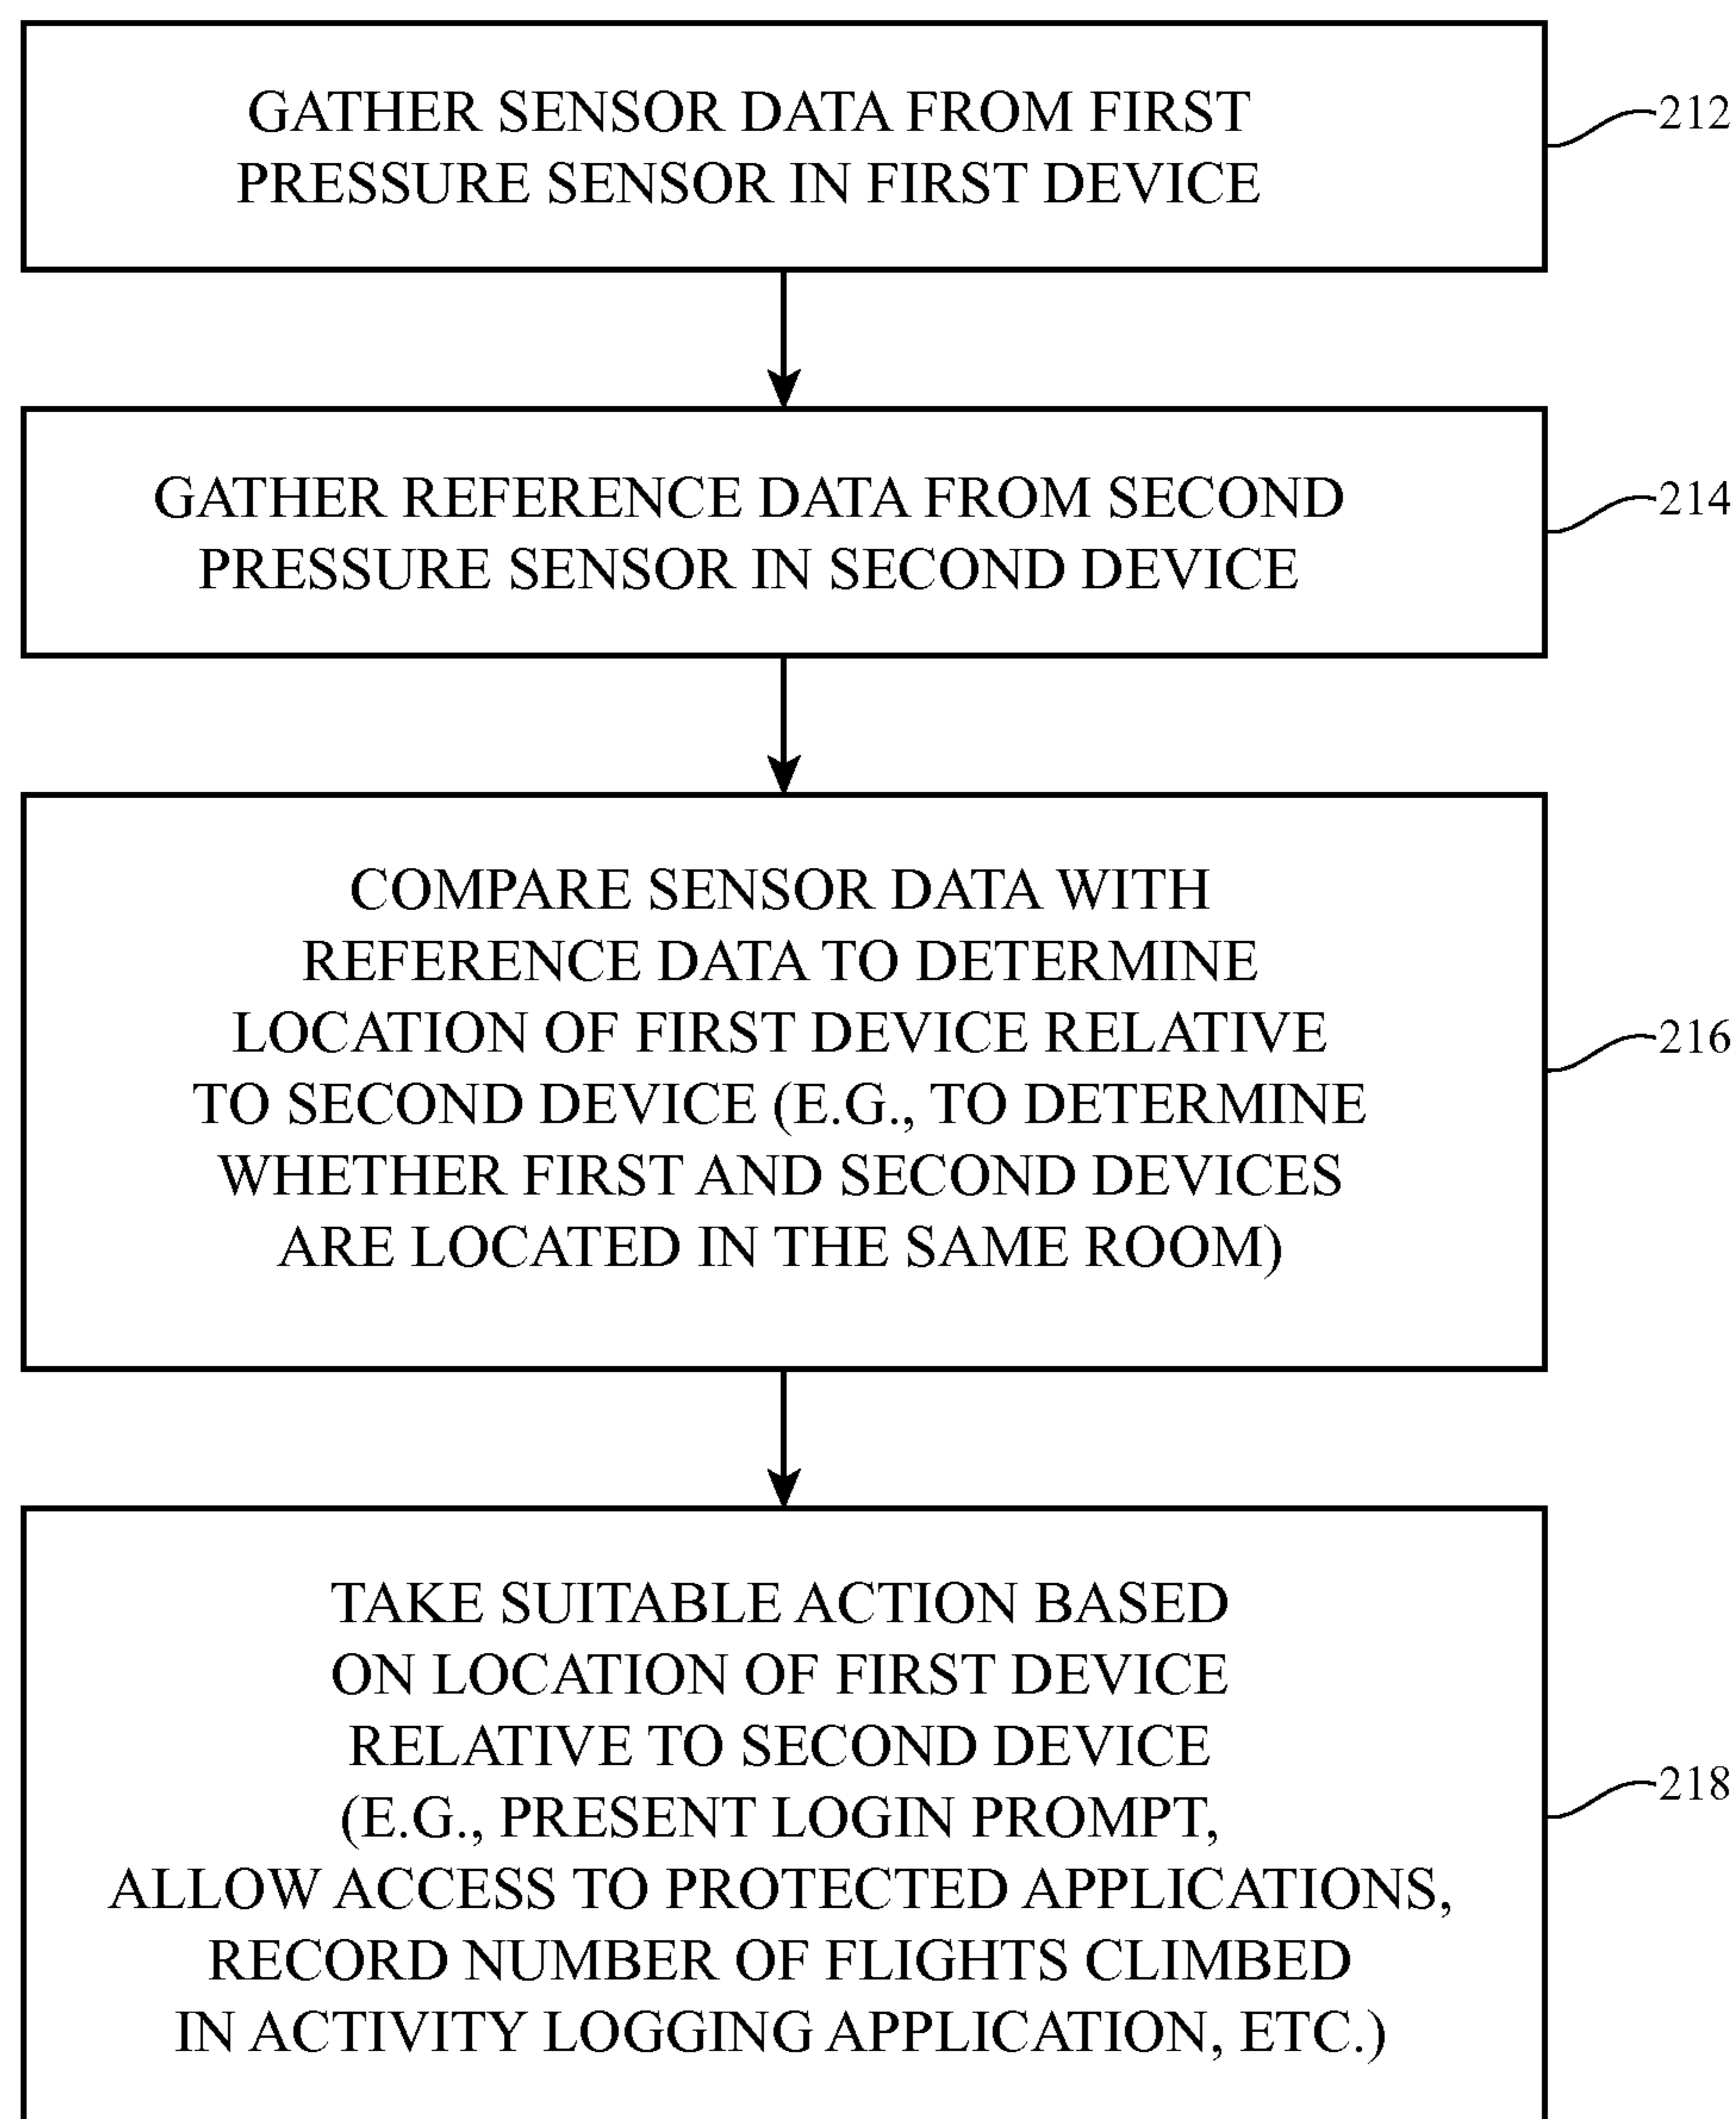 GATHER SENSOR DATA FROM FIRST
PRESSURE SENSOR IN FIRST DEVICE
212
GATHER REFERENCE DATA FROM SECOND
PRESSURE SENSOR IN SECOND DEVICE
214
COMPARE SENSOR DATA WITH
REFERENCE DATA TO DETERMINE
LOCATION OF FIRST DEVICE RELATIVE
TO SECOND DEVICE (E.G., TO DETERMINE
WHETHER FIRST AND SECOND DEVICES
ARE LOCATED IN THE SAME ROOM)
216
TAKE SUITABLE ACTION BASED
ON LOCATION OF FIRST DEVICE
RELATIVE TO SECOND DEVICE
(E.G., PRESENT LOGIN PROMPT,
ALLOW ACCESS TO PROTECTED APPLICATIONS,
RECORD NUMBER OF FLIGHTS CLIMBED
IN ACTIVITY LOGGING APPLICATION, ETC.)
218